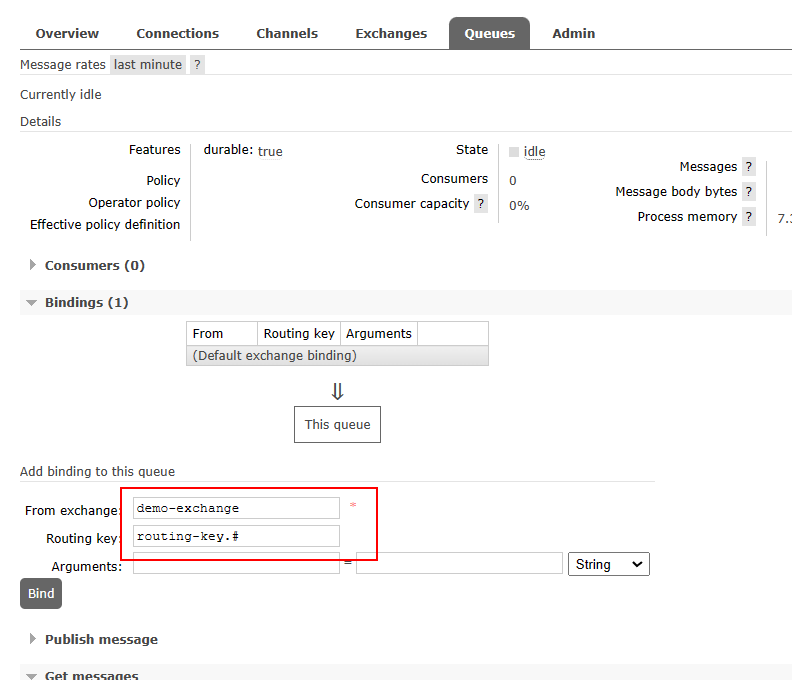 Overview Connections Channels Exchanges Queues Admin
Message rates last minute ?
Currently idle
Details
Features durable: true State idle
Messages ?
Policy Consumers 0
Message body bytes ?
Operator policy Consumer capacity ? 0%
Process memory ? 7.3
Effective policy definition
Consumers (0)
Bindings (1)
From Routing key Arguments
(Default exchange binding)
⇓
This queue
Add binding to this queue
From exchange: demo-exchange *
Routing key: routing-key.#
Arguments: = String
Bind
Publish message
Get messages